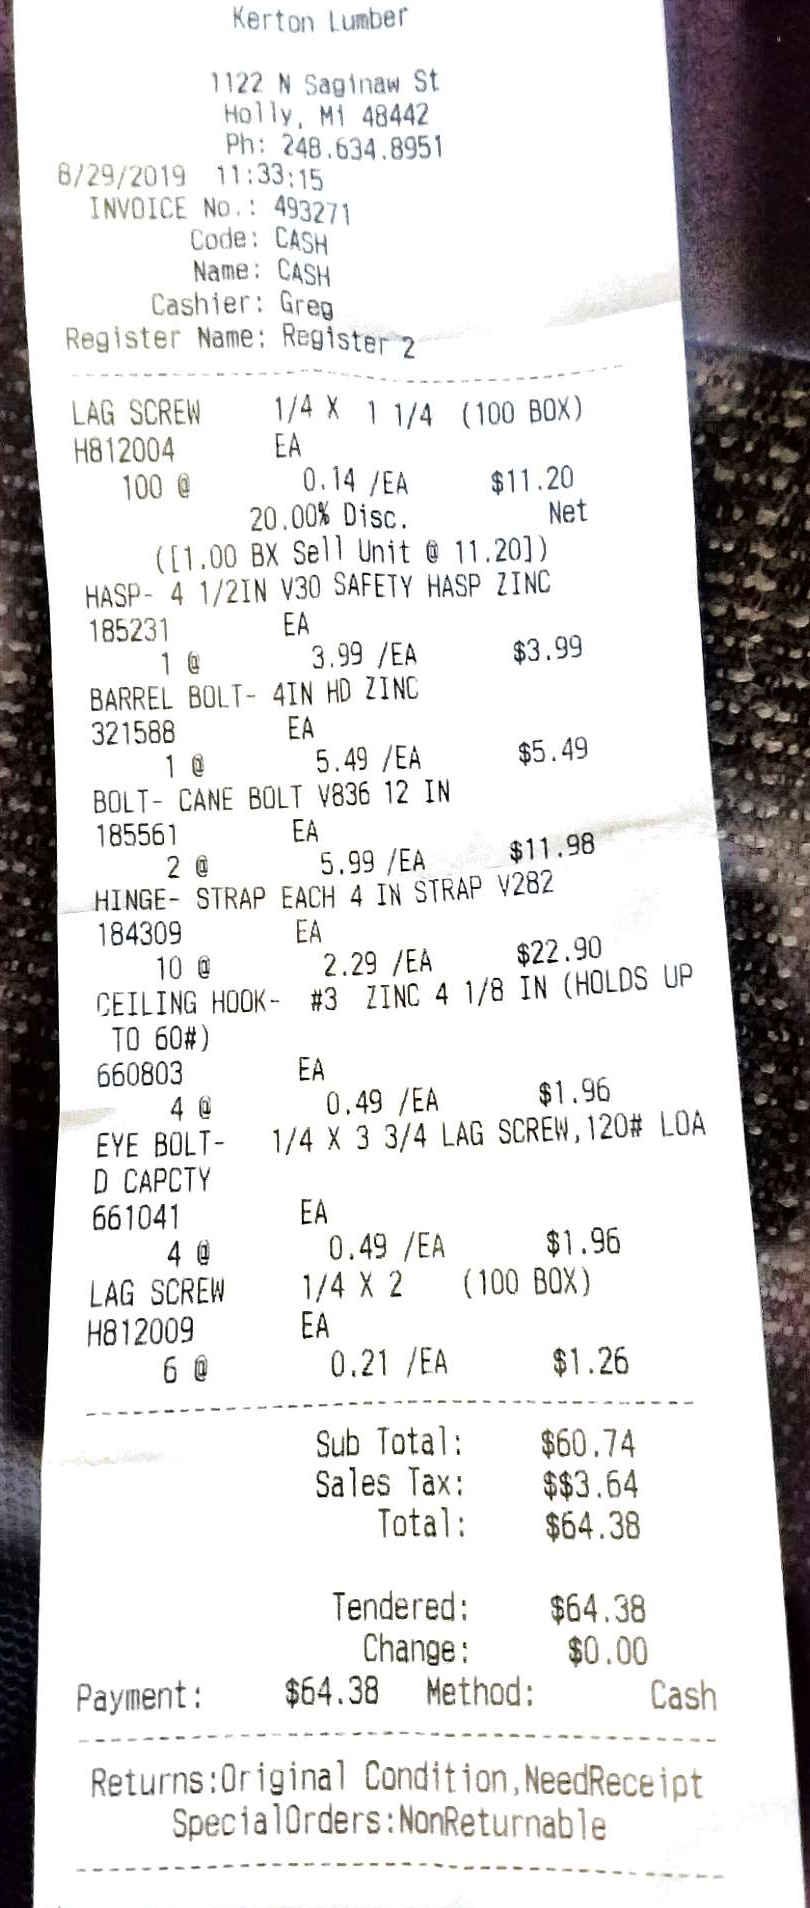 Kerton Lumber
1122 N Saginaw St
Holly, Mi 48442
Ph: 248.634.8951
8/29/2019 11:33:15
INVOICE No.: 493271
Code: CASH
Name: CASH
Cashier: Greg
Register Name: Register 2
LAG SCREW 1/4 X 1 1/4 (100 BOX)
H812004 EA
100 @ 0.14 /EA $11.20
20.00% Disc. Net
([1.00 BX Sell Unit @ 11.20])
HASP- 4 1/2IN V30 SAFETY HASP ZINC
185231 EA
1 @ 3.99 /EA $3.99
BARREL BOLT- 4IN HD ZINC
321588 EA
1 @ 5.49 /EA $5.49
BOLT- CANE BOLT V836 12 IN
185561 EA
2 @ 5.99 /EA $11.98
HINGE- STRAP EACH 4 IN STRAP V282
184309 EA
10 @ 2.29 /EA $22.90
CEILING HOOK- #3 ZINC 4 1/8 IN (HOLDS UP
TO 60#)
660803 EA
4 @ 0.49 /EA $1.96
EYE BOLT- 1/4 X 3 3/4 LAG SCREW,120# LOA
D CAPCTY
661041 EA
4 @ 0.49 /EA $1.96
LAG SCREW 1/4 X 2 (100 BOX)
H812009 EA
6 @ 0.21 /EA $1.26
Sub Total: $60.74
Sales Tax: $$3.64
Total: $64.38
Tendered: $64.38
Change: $0.00
Payment: $64.38 Method: Cash
Returns:Original Condition,NeedReceipt
SpecialOrders:NonReturnable